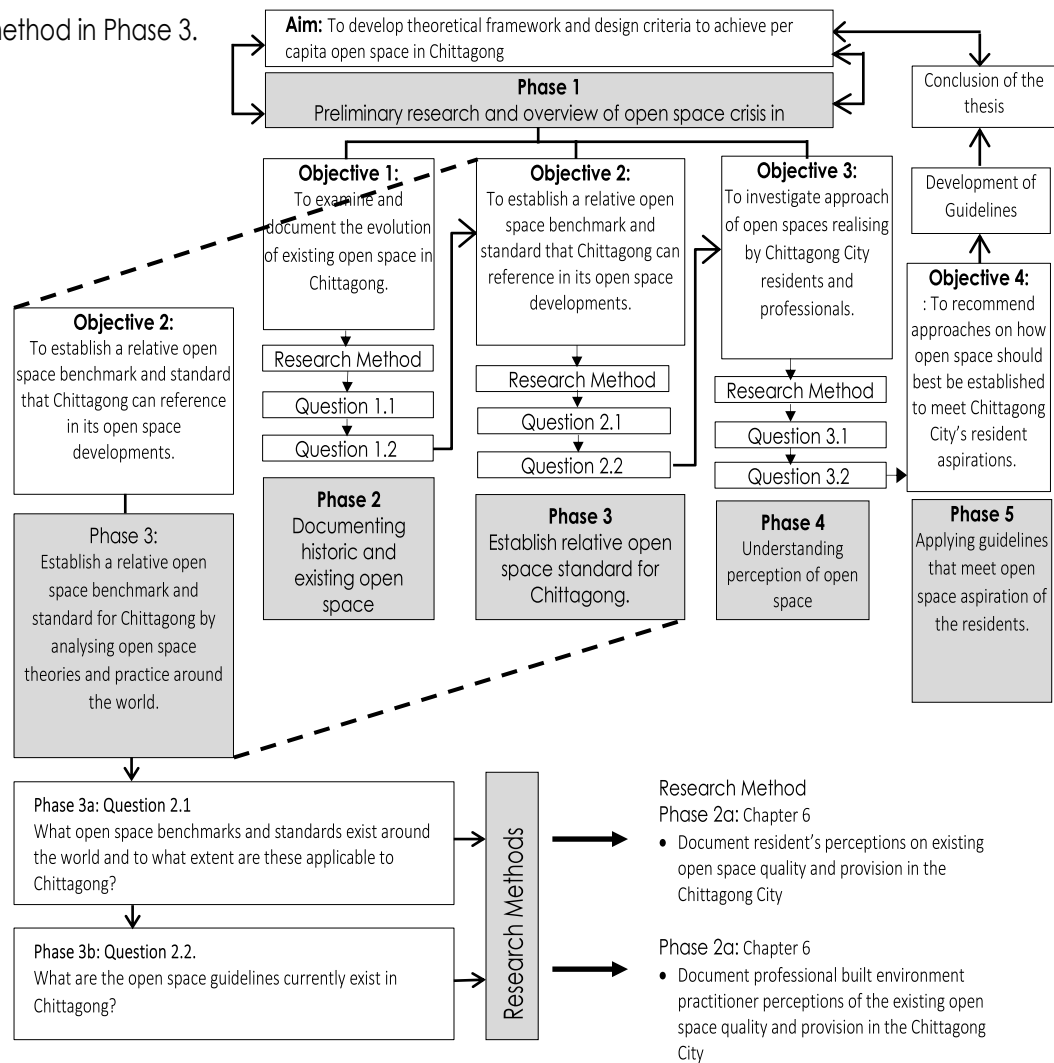 ethod in Phase 3.
Aim: To develop theoretical framework and design criteria to achieve per
capita open space in Chittagong
Phase 1
Preliminary research and overview of open space crisis in
Conclusion of the
thesis
Development of
Guidelines
Objective 1:
To examine and
document the evolution
of existing open space in
Chittagong.
Research Method
Question 1.1
Question 1.2
Phase 2
Documenting
historic and
existing open
space
Objective 2:
To establish a relative open
space benchmark and
standard that Chittagong can
reference in its open space
developments.
Research Method
Question 2.1
Question 2.2
Phase 3
Establish relative open
space standard for
Chittagong.
Objective 3:
To investigate approach
of open spaces realising
by Chittagong City
residents and
professionals.
Research Method
Question 3.1
Question 3.2
Phase 4
Understanding
perception of open
space
Objective 4:
: To recommend
approaches on how
open space should
best be established
to meet Chittagong
City’s resident
aspirations.
Phase 5
Applying guidelines
that meet open
space aspiration of
the residents.
Objective 2:
To establish a relative open
space benchmark and standard
that Chittagong can reference
in its open space
developments.
Phase 3:
Establish a relative open
space benchmark and
standard for Chittagong by
analysing open space
theories and practice around
the world.
Phase 3a: Question 2.1
What open space benchmarks and standards exist around
the world and to what extent are these applicable to
Chittagong?
Phase 3b: Question 2.2.
What are the open space guidelines currently exist in
Chittagong?
Research Methods
Research Method
Phase 2a: Chapter 6
• Document resident’s perceptions on existing
open space quality and provision in the
Chittagong City
Phase 2a: Chapter 6
• Document professional built environment
practitioner perceptions of the existing open
space quality and provision in the Chittagong
City